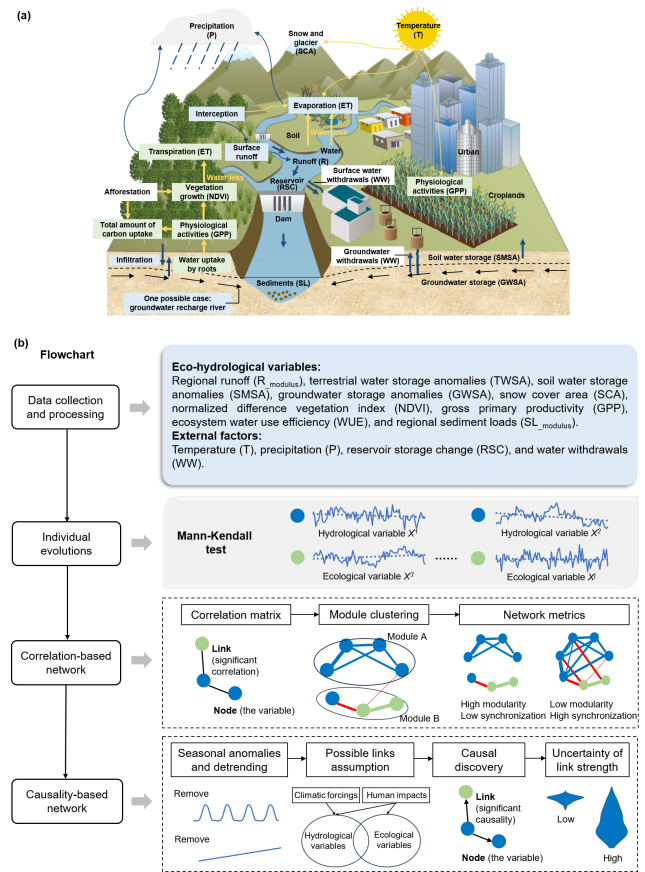 (a)
Precipitation
(P)
Snow and
glacier
(SCA)
Temperature
(T)
Evaporation (ET)
Interception
Soil
Water loss
Water
Surface
runoff
Runoff (R)
Transpiration (ET)
Water loss
Reservoir
(RSC)
Surface water
withdrawals (WW)
Urban
Afforestation
Vegetation
growth (NDVI)
Physiological
activities (GPP)
Croplands
Dam
Total amount of
carbon uptake
Physiological
activities (GPP)
Infiltration
Water uptake
by roots
Groundwater
withdrawals (WW)
Soil water storage (SMSA)
Sediments (SL)
Groundwater storage (GWSA)
One possible case:
groundwater recharge river
(b)
Flowchart
Data collection
and processing
Eco-hydrological variables:
Regional runoff (R_modulus), terrestrial water storage anomalies (TWSA), soil water storage
anomalies (SMSA), groundwater storage anomalies (GWSA), snow cover area (SCA),
normalized difference vegetation index (NDVI), gross primary productivity (GPP),
ecosystem water use efficiency (WUE), and regional sediment loads (SL_modulus).
External factors:
Temperature (T), precipitation (P), reservoir storage change (RSC), and water withdrawals
(WW).
Individual
evolutions
Mann-Kendall
test
Hydrological variable X¹
Hydrological variable X²
Ecological variable X³
......
Ecological variable Xʲ
Correlation-based
network
Correlation matrix
Module clustering
Network metrics
Link
(significant
correlation)
Node (the variable)
Module A
Module B
High modularity
Low synchronization
Low modularity
High synchronization
Causality-based
network
Seasonal anomalies
and detrending
Possible links
assumption
Causal
discovery
Uncertainty of
link strength
Remove
Remove
Climatic forcings
Human impacts
Hydrological
variables
Ecological
variables
Link
(significant
causality)
Node (the variable)
Low
High